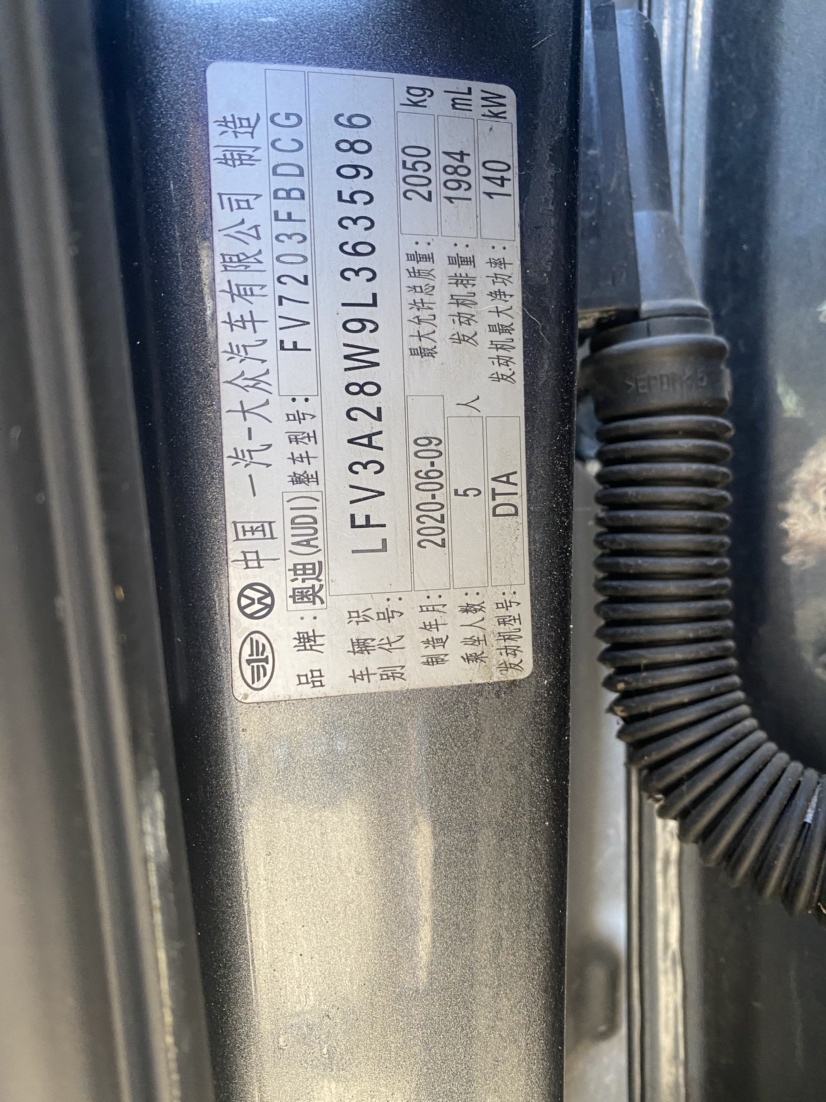 中国 一汽-大众汽车有限公司 制造
品牌: 奥迪(AUDI) 整车型号: FV7203FBDCG
车辆识别代号: LFV3A28W9L3635986
制造年月: 2020-06-09 最大允许总质量: 2050 kg
乘坐人数: 5 人 发动机排量: 1984 mL
发动机型号: DTA 发动机最大净功率: 140 kW